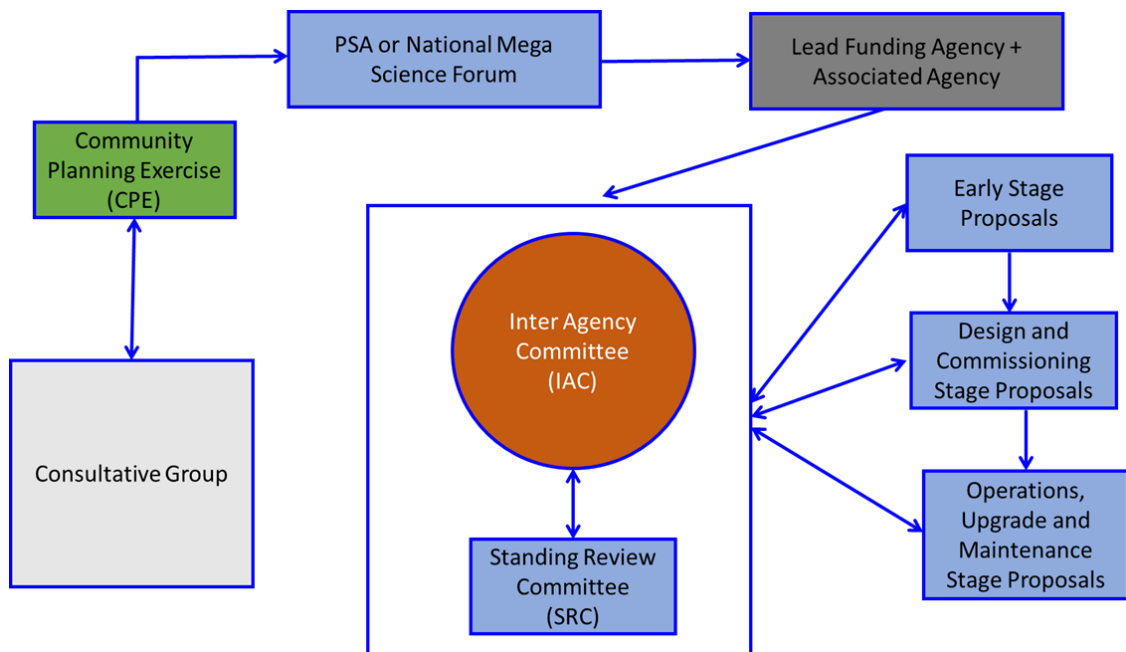 PSA or National Mega
Science Forum
Lead Funding Agency +
Associated Agency
Community
Planning Exercise
(CPE)
Early Stage
Proposals
Inter Agency
Committee
(IAC)
Design and
Commissioning
Stage Proposals
Consultative Group
Operations,
Upgrade and
Maintenance
Stage Proposals
Standing Review
Committee
(SRC)